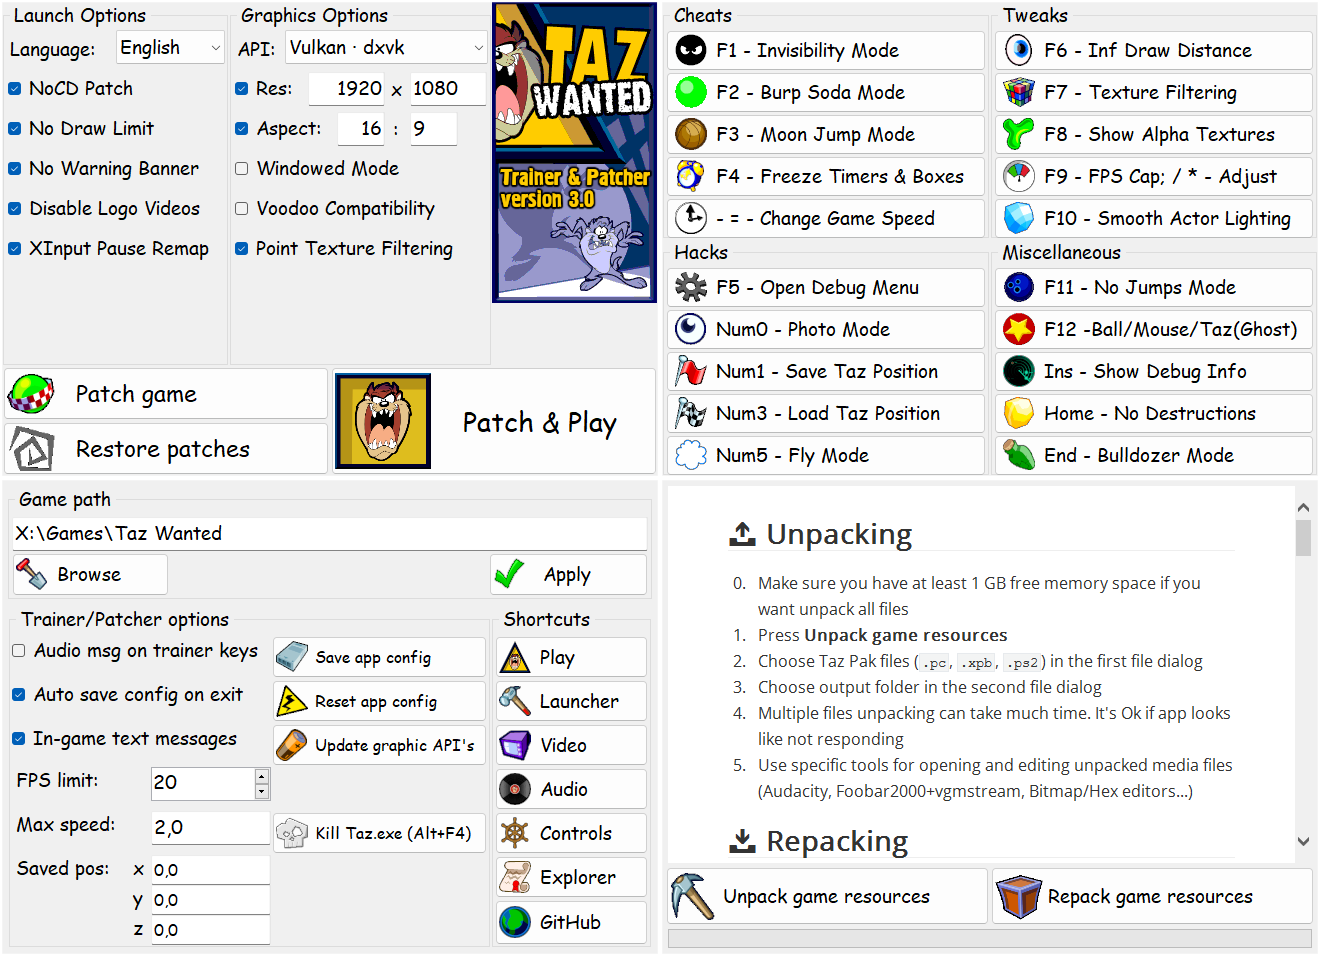 Launch Options
Language: English
NoCD Patch
No Draw Limit
No Warning Banner
Disable Logo Videos
XInput Pause Remap
Graphics Options
API: Vulkan · dxvk
Res: 1920 x 1080
Aspect: 16 : 9
Windowed Mode
Voodoo Compatibility
Point Texture Filtering
TAZ
WANTED
Trainer & Patcher
version 3.0
Patch game
Restore patches
Patch & Play
Cheats
F1 - Invisibility Mode
F2 - Burp Soda Mode
F3 - Moon Jump Mode
F4 - Freeze Timers & Boxes
- = - Change Game Speed
Tweaks
F6 - Inf Draw Distance
F7 - Texture Filtering
F8 - Show Alpha Textures
F9 - FPS Cap; / * - Adjust
F10 - Smooth Actor Lighting
Hacks
F5 - Open Debug Menu
Num0 - Photo Mode
Num1 - Save Taz Position
Num3 - Load Taz Position
Num5 - Fly Mode
Miscellaneous
F11 - No Jumps Mode
F12 -Ball/Mouse/Taz(Ghost)
Ins - Show Debug Info
Home - No Destructions
End - Bulldozer Mode
Game path
X:\Games\Taz Wanted
Browse
Apply
Trainer/Patcher options
Audio msg on trainer keys
Auto save config on exit
In-game text messages
FPS limit: 20
Max speed: 2,0
Saved pos: x 0,0
y 0,0
z 0,0
Save app config
Reset app config
Update graphic API's
Kill Taz.exe (Alt+F4)
Shortcuts
Play
Launcher
Video
Audio
Controls
Explorer
GitHub
Unpacking
0. Make sure you have at least 1 GB free memory space if you
want unpack all files
1. Press Unpack game resources
2. Choose Taz Pak files (.pc, .xpb, .ps2) in the first file dialog
3. Choose output folder in the second file dialog
4. Multiple files unpacking can take much time. It's Ok if app looks
like not responding
5. Use specific tools for opening and editing unpacked media files
(Audacity, Foobar2000+vgmstream, Bitmap/Hex editors...)
Repacking
Unpack game resources
Repack game resources